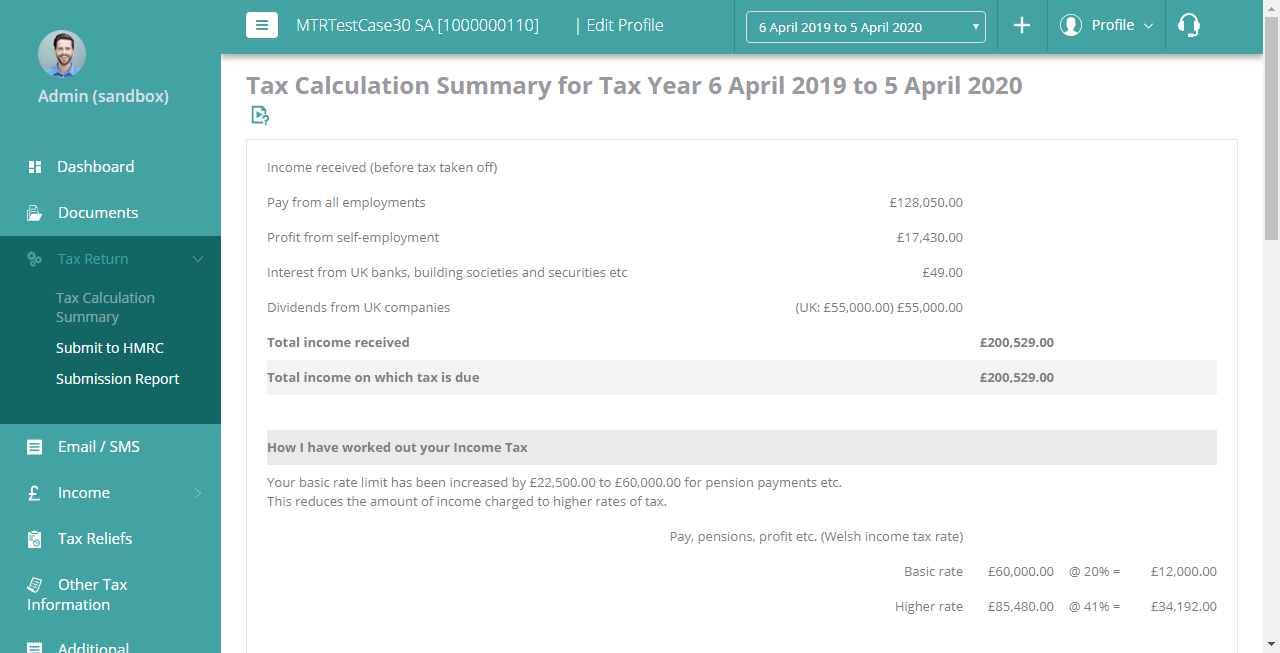 MTRTestCase30 SA [1000000110] | Edit Profile
6 April 2019 to 5 April 2020
Profile
Admin (sandbox)
Dashboard
Documents
Tax Return
Tax Calculation
Summary
Submit to HMRC
Submission Report
Email / SMS
£ Income
Tax Reliefs
Other Tax
Information
Additional
Tax Calculation Summary for Tax Year 6 April 2019 to 5 April 2020
Income received (before tax taken off)
Pay from all employments £128,050.00
Profit from self-employment £17,430.00
Interest from UK banks, building societies and securities etc £49.00
Dividends from UK companies (UK: £55,000.00) £55,000.00
Total income received £200,529.00
Total income on which tax is due £200,529.00
How I have worked out your Income Tax
Your basic rate limit has been increased by £22,500.00 to £60,000.00 for pension payments etc.
This reduces the amount of income charged to higher rates of tax.
Pay, pensions, profit etc. (Welsh income tax rate)
Basic rate £60,000.00 @ 20% = £12,000.00
Higher rate £85,480.00 @ 41% = £34,192.00